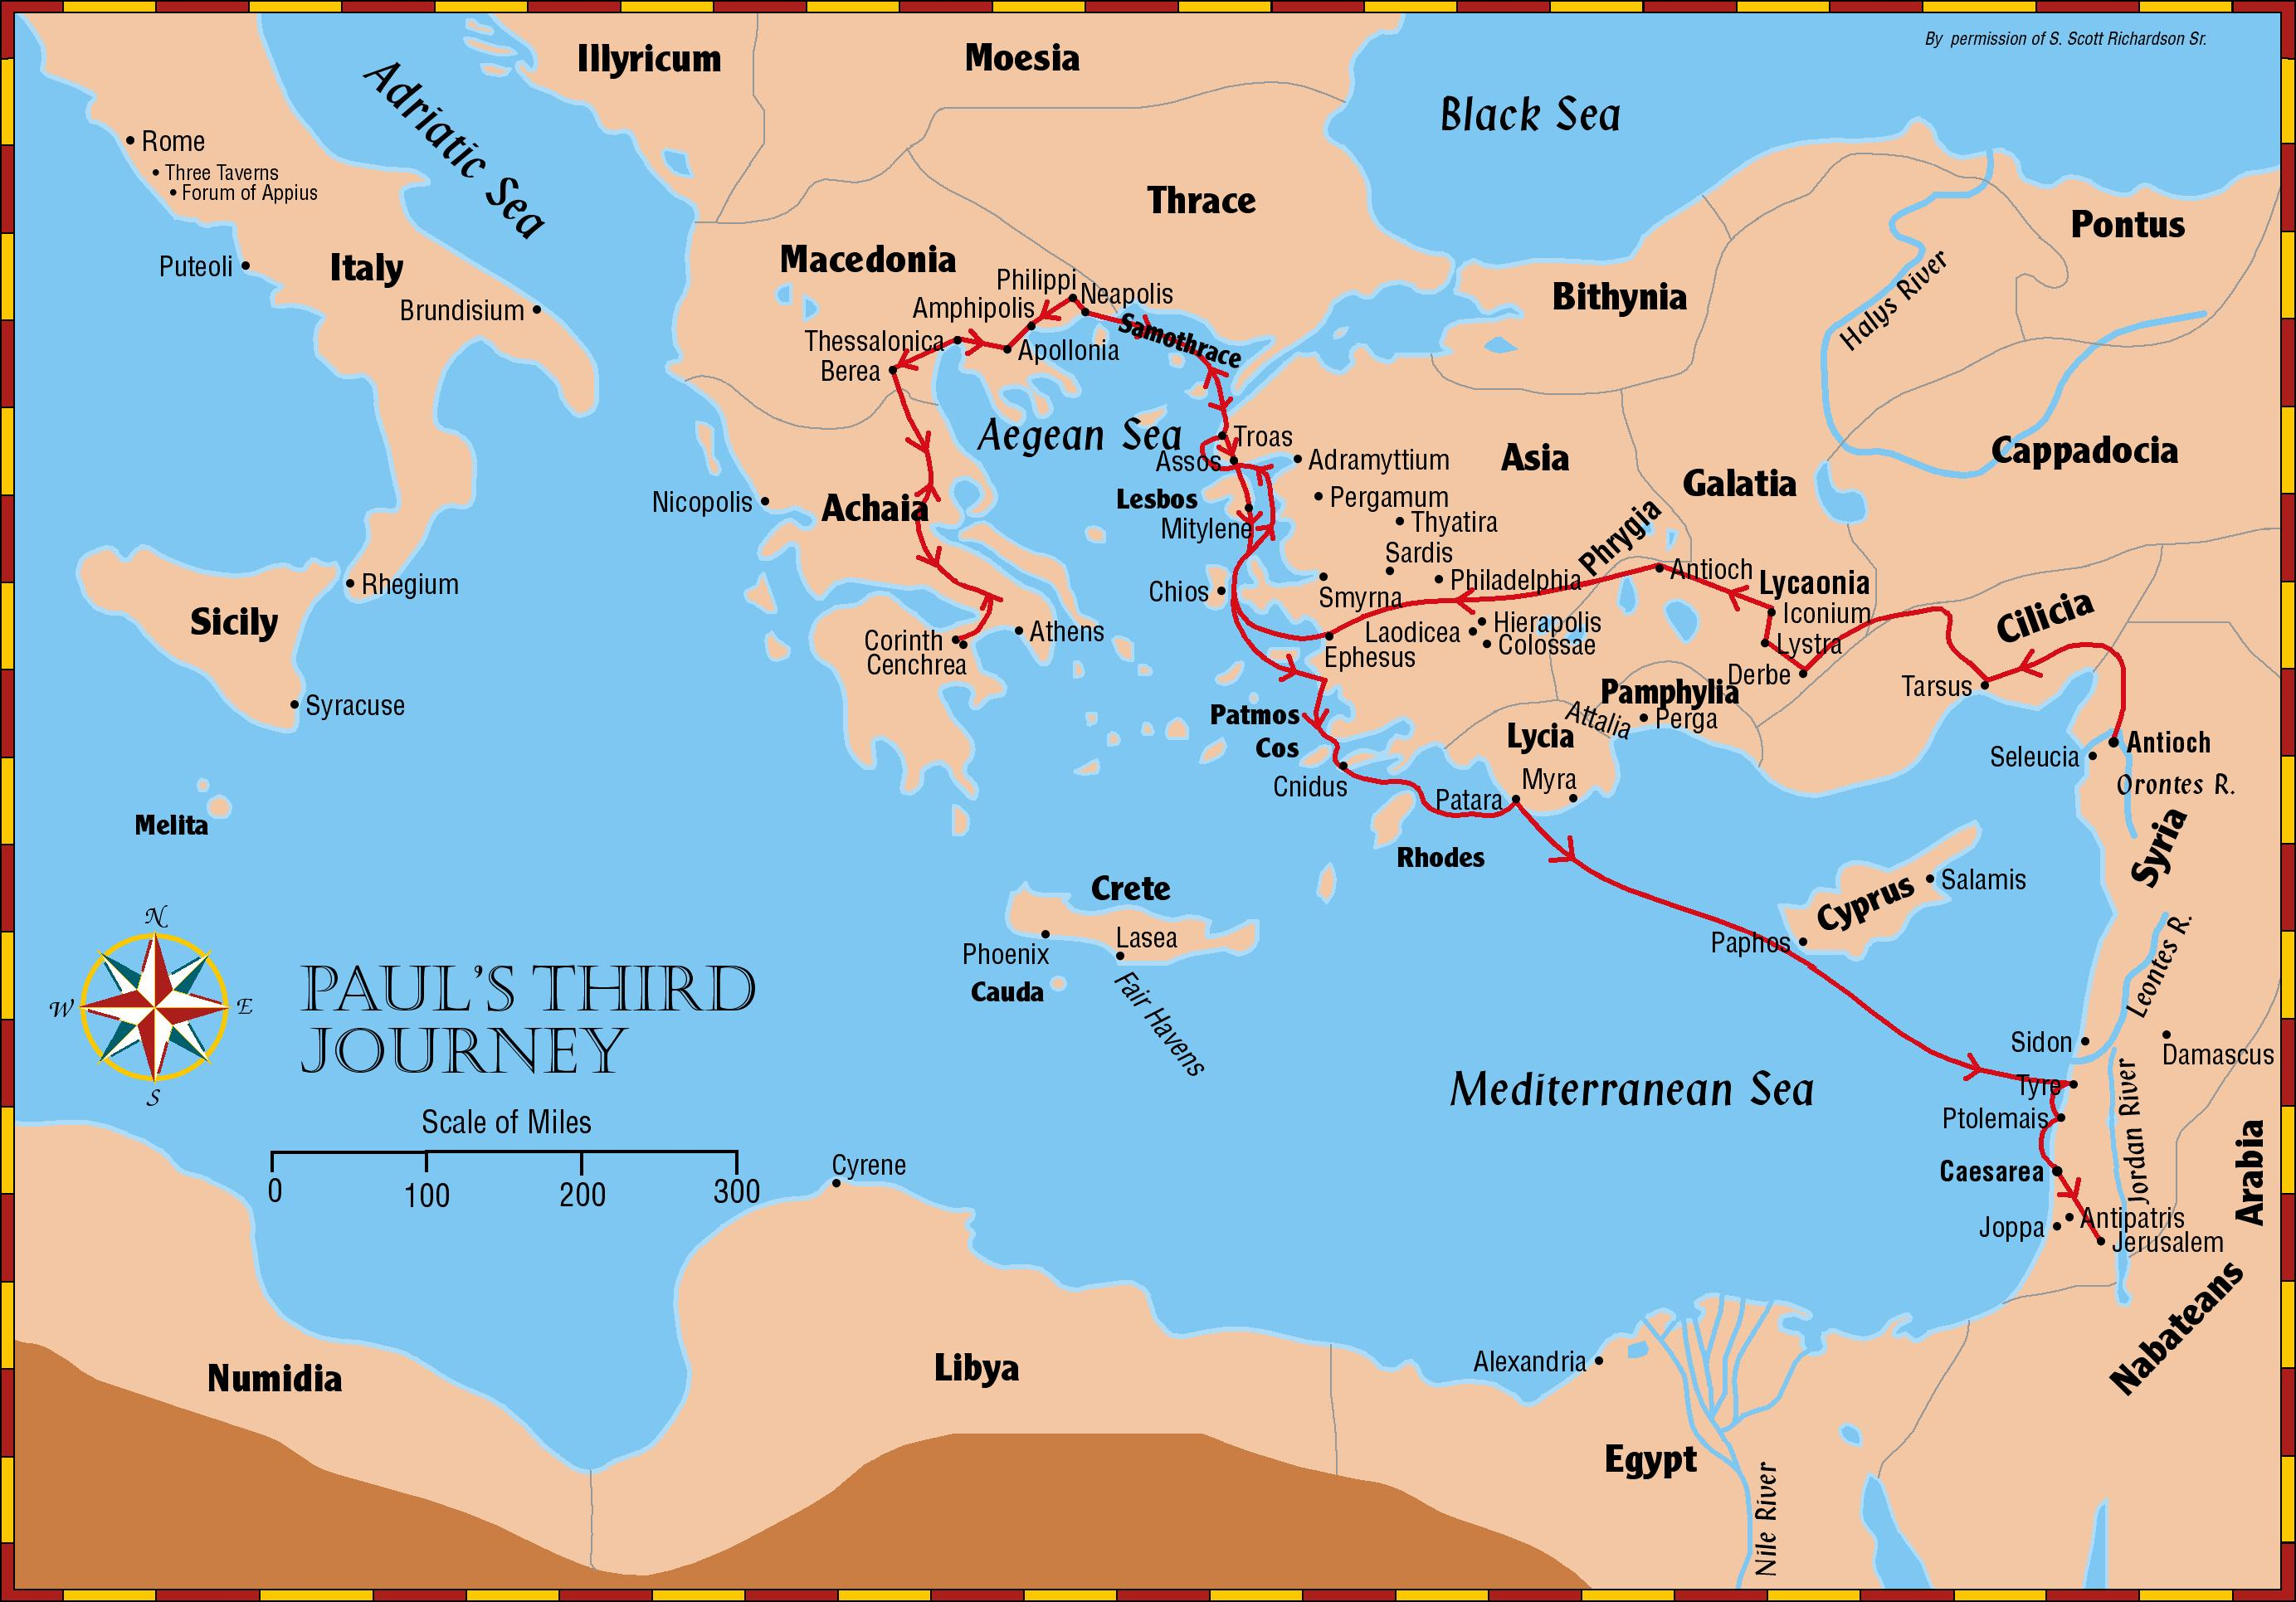 By permission of S. Scott Richardson Sr.
Illyricum
Moesia
Adriatic Sea
Black Sea
Rome
Three Taverns
Forum of Appius
Thrace
Pontus
Puteoli
Italy
Macedonia
Halys River
Philippi
Neapolis
Bithynia
Brundisium
Amphipolis
Samothrace
Thessalonica
Apollonia
Berea
Aegean Sea
Troas
Assos
Adramyttium
Asia
Cappadocia
Galatia
Nicopolis
Achaia
Lesbos
Pergamum
Mitylene
Thyatira
Phrygia
Sardis
Rhegium
Chios
Smyrna
Philadelphia
Antioch
Lycaonia
Iconium
Cilicia
Sicily
Corinth
Cenchrea
Athens
Ephesus
Laodicea
Hierapolis
Colossae
Lystra
Derbe
Tarsus
Syracuse
Patmos
Cos
Pamphylia
Attalia
Perga
Lycia
Antioch
Seleucia
Orontes R.
Cnidus
Patara
Myra
Melita
Rhodes
Syria
Crete
Cyprus
Salamis
Phoenix
Lasea
Paphos
Leontes R.
Cauda
Fair Havens
N
W
E
S
PAUL'S THIRD
JOURNEY
Sidon
Damascus
Mediterranean Sea
Tyre
Jordan River
Ptolemais
Scale of Miles
0 100 200 300
Cyrene
Caesarea
Arabia
Joppa
Antipatris
Jerusalem
Nabateans
Numidia
Libya
Alexandria
Egypt
Nile River